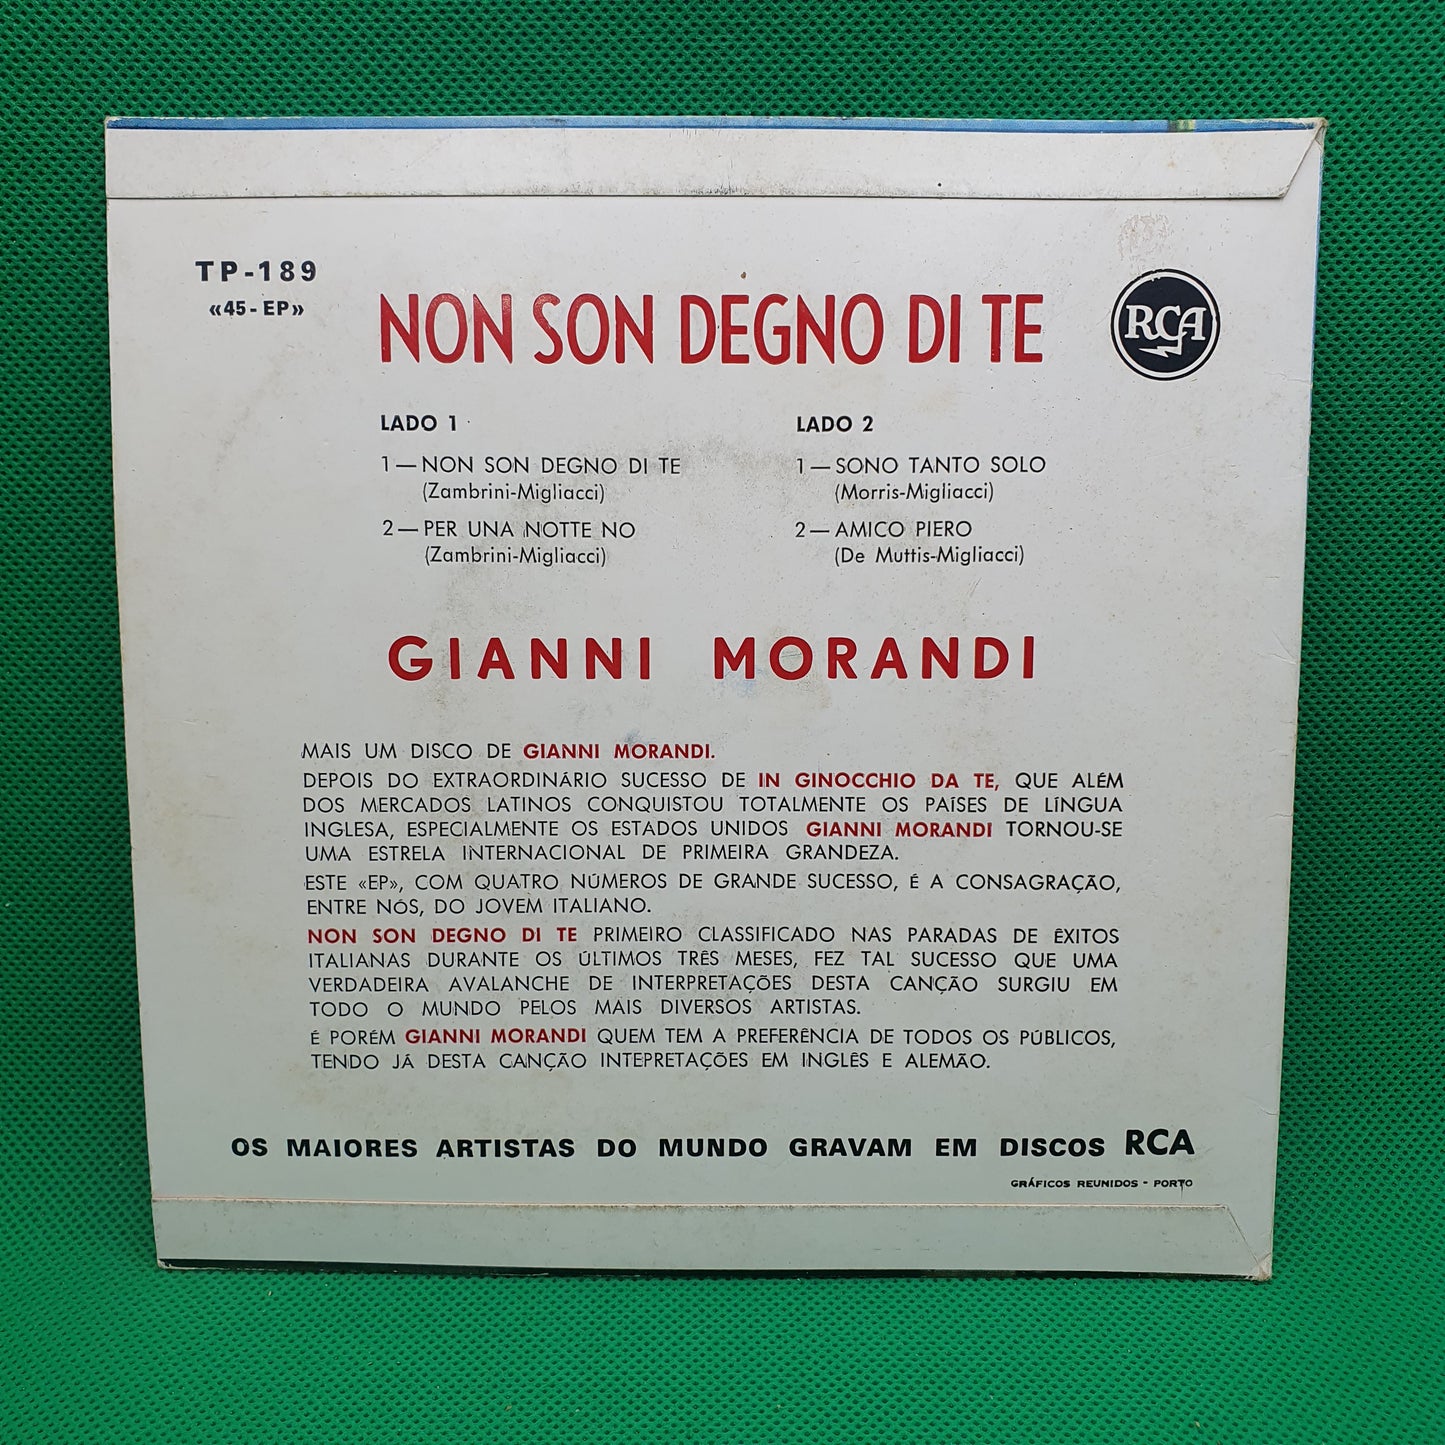 TP-189
«45-EP»
NON SON DEGNO DI TE
RCA
LADO 1
1 — NON SON DEGNO DI TE
(Zambrini-Migliacci)
2 — PER UNA NOTTE NO
(Zambrini-Migliacci)
LADO 2
1 — SONO TANTO SOLO
(Morris-Migliacci)
2 — AMICO PIERO
(De Muttis-Migliacci)
GIANNI MORANDI
MAIS UM DISCO DE GIANNI MORANDI.
DEPOIS DO EXTRAORDINÁRIO SUCESSO DE IN GINOCCHIO DA TE, QUE ALÉM
DOS MERCADOS LATINOS CONQUISTOU TOTALMENTE OS PAÍSES DE LÍNGUA
INGLESA, ESPECIALMENTE OS ESTADOS UNIDOS GIANNI MORANDI TORNOU-SE
UMA ESTRELA INTERNACIONAL DE PRIMEIRA GRANDEZA.
ESTE «EP», COM QUATRO NÚMEROS DE GRANDE SUCESSO, É A CONSAGRAÇÃO,
ENTRE NÓS, DO JOVEM ITALIANO.
NON SON DEGNO DI TE PRIMEIRO CLASSIFICADO NAS PARADAS DE ÊXITOS
ITALIANAS DURANTE OS ÚLTIMOS TRÊS MESES, FEZ TAL SUCESSO QUE UMA
VERDADEIRA AVALANCHE DE INTERPRETAÇÕES DESTA CANÇÃO SURGIU EM
TODO O MUNDO PELOS MAIS DIVERSOS ARTISTAS.
É PORÉM GIANNI MORANDI QUEM TEM A PREFERÊNCIA DE TODOS OS PÚBLICOS,
TENDO JÁ DESTA CANÇÃO INTEPRETAÇÕES EM INGLÊS E ALEMÃO.
OS MAIORES ARTISTAS DO MUNDO GRAVAM EM DISCOS RCA
GRÁFICOS REUNIDOS - PORTO